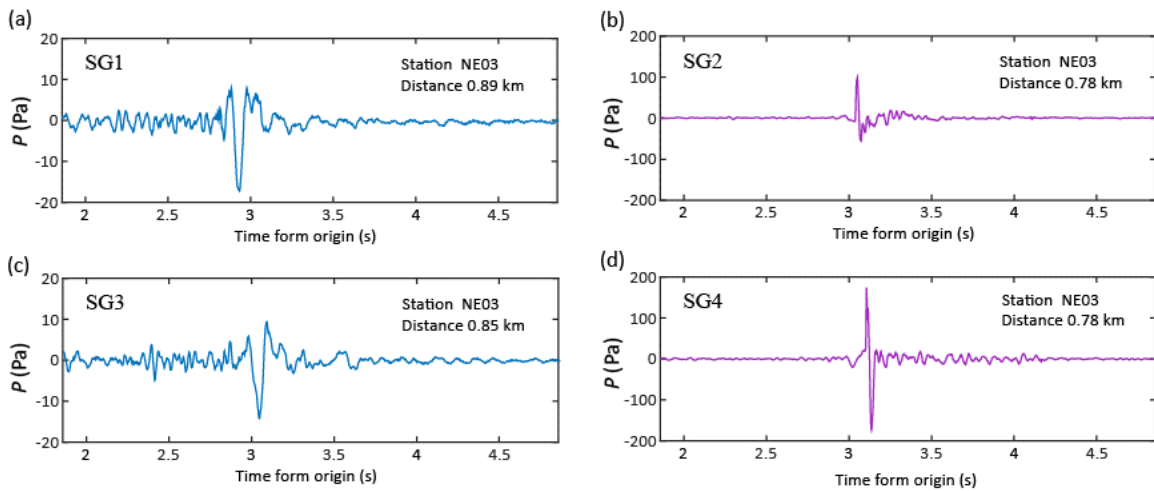 (a)
20
10
0
-10
-20
P (Pa)
SG1
Station NE03
Distance 0.89 km
2
2.5
3
3.5
4
4.5
Time form origin (s)
(b)
200
100
0
-100
-200
P (Pa)
SG2
Station NE03
Distance 0.78 km
2
2.5
3
3.5
4
4.5
Time form origin (s)
(c)
20
10
0
-10
-20
P (Pa)
SG3
Station NE03
Distance 0.85 km
2
2.5
3
3.5
4
4.5
Time form origin (s)
(d)
200
100
0
-100
-200
P (Pa)
SG4
Station NE03
Distance 0.78 km
2
2.5
3
3.5
4
4.5
Time form origin (s)